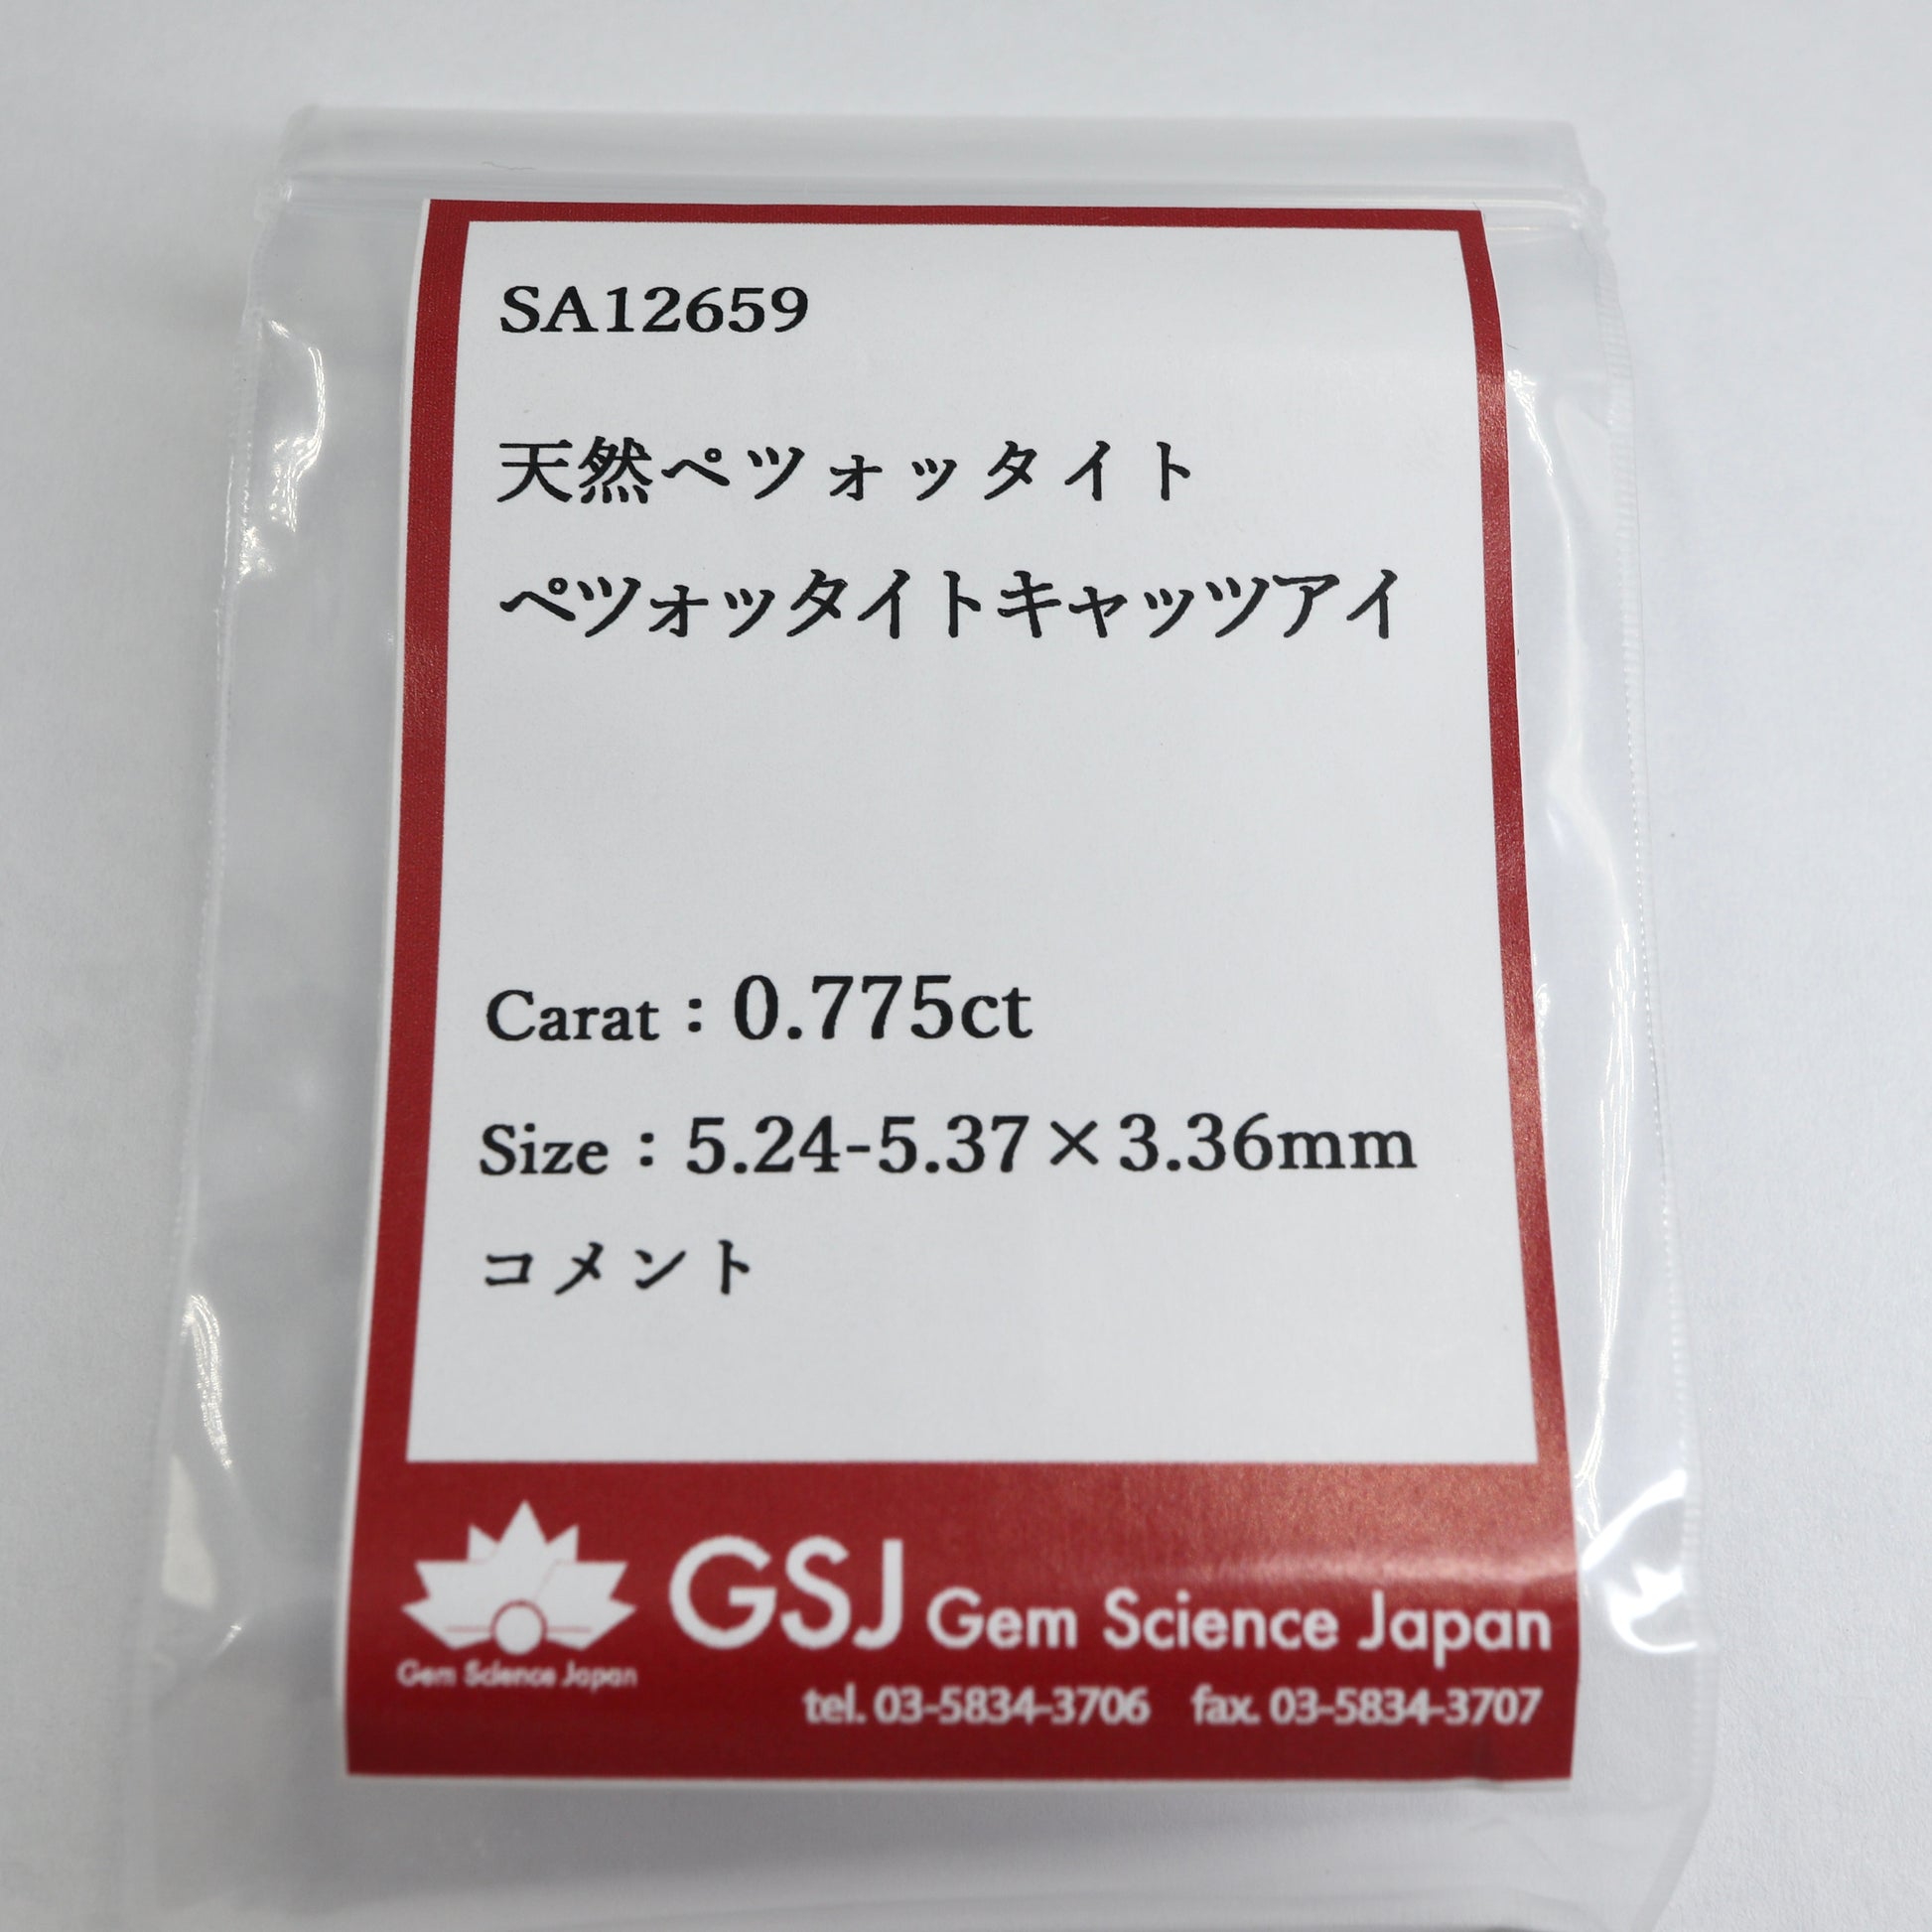 SA12659
天然ペツォッタイト
ペツォッタイトキャッツアイ
Carat：0.775ct
Size：5.24-5.37×3.36mm
コメント
GSJ Gem Science Japan
Gem Science Japan
tel. 03-5834-3706 fax. 03-5834-3707